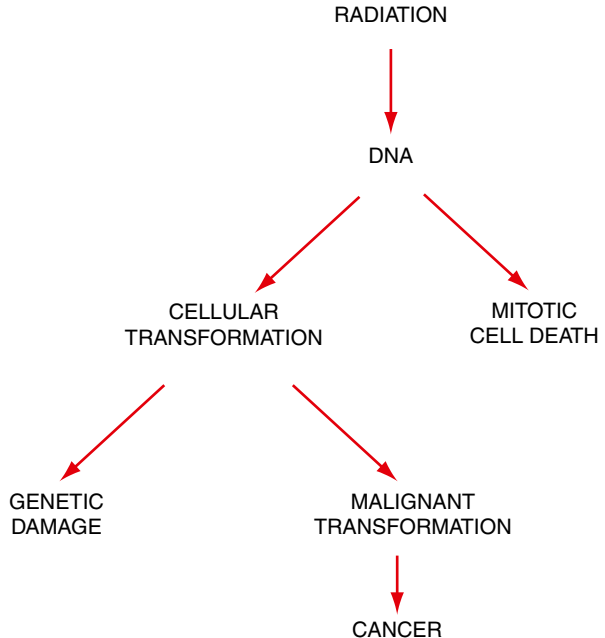 RADIATION
DNA
CELLULAR
TRANSFORMATION
MITOTIC
CELL DEATH
GENETIC
DAMAGE
MALIGNANT
TRANSFORMATION
CANCER